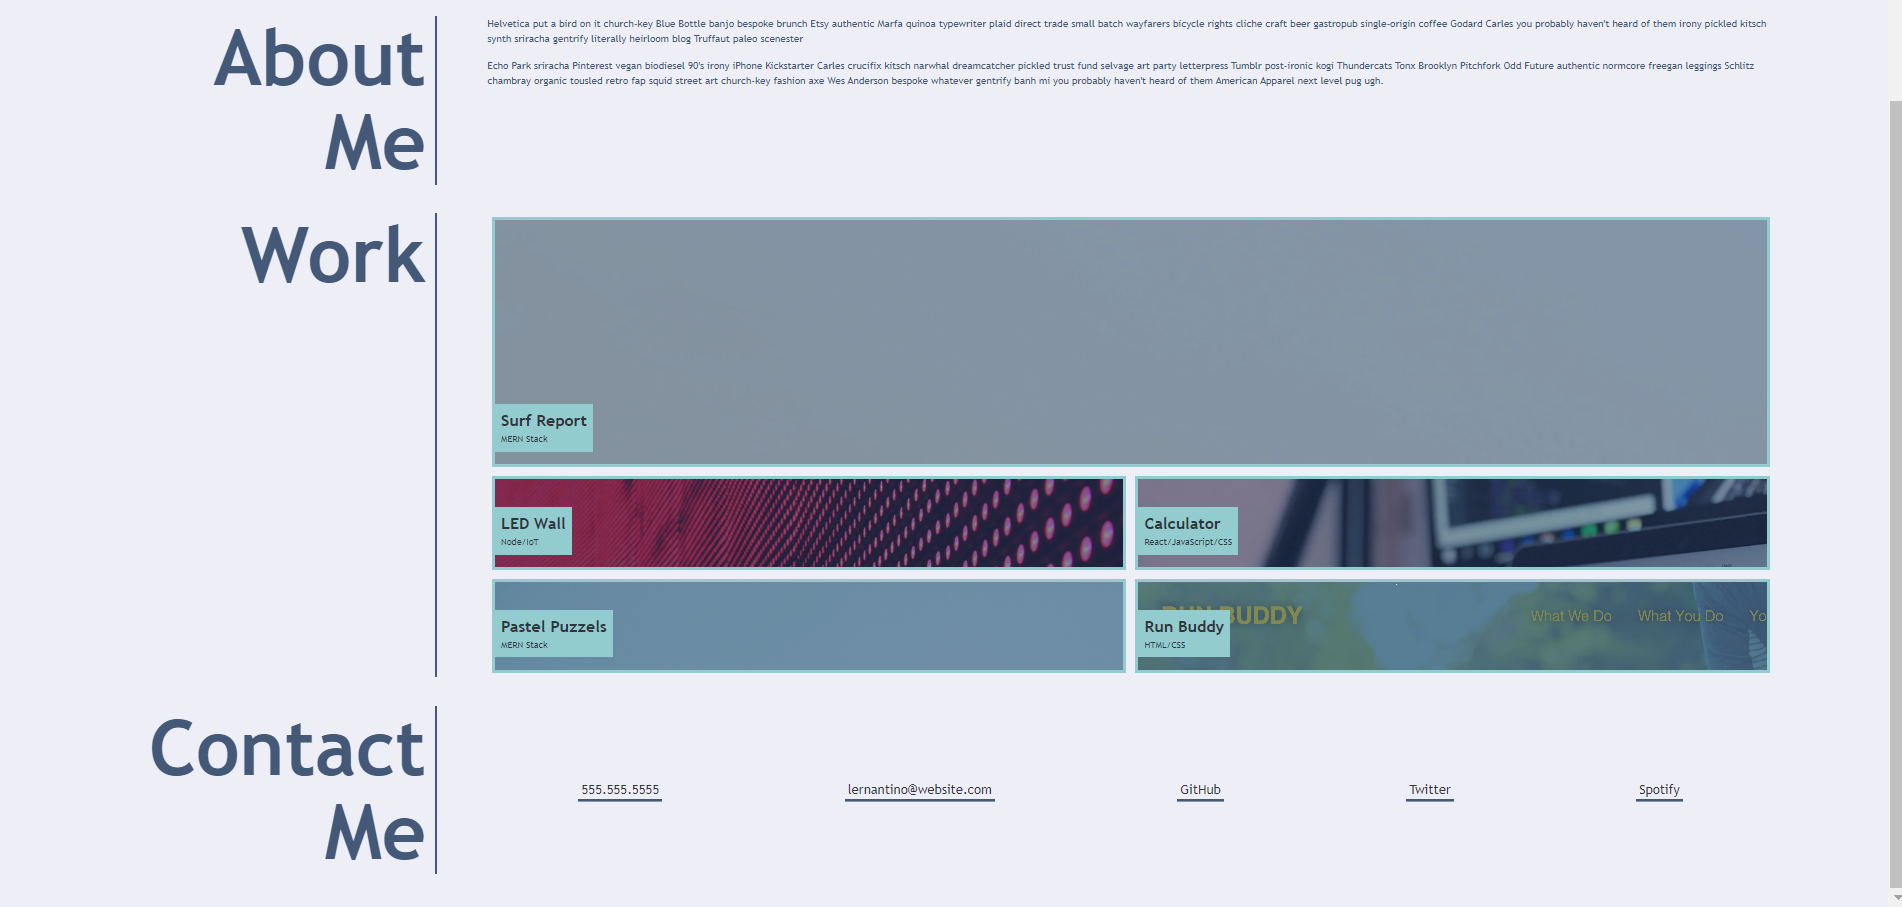 About
Me
Helvetica put a bird on it church-key Blue Bottle banjo bespoke brunch Etsy authentic Marfa quinoa typewriter plaid direct trade small batch wayfarers bicycle rights cliche craft beer gastropub single-origin coffee Godard Carles you probably haven't heard of them irony pickled kitsch
synth sriracha gentrify literally heirloom blog Truffaut paleo scenester
Echo Park sriracha Pinterest vegan biodiesel 90's irony iPhone Kickstarter Carles crucifix kitsch narwhal dreamcatcher pickled trust fund selvage art party letterpress Tumblr post-ironic kogi Thundercats Tonx Brooklyn Pitchfork Odd Future authentic normcore freegan leggings Schlitz
chambray organic tousled retro fap squid street art church-key fashion axe Wes Anderson bespoke whatever gentrify banh mi you probably haven't heard of them American Apparel next level pug ugh.
Work
Surf Report
MERN Stack
LED Wall
Node/IoT
Calculator
React/JavaScript/CSS
Pastel Puzzels
MERN Stack
BUDDY What We Do What You Do Yo
Run Buddy
HTML/CSS
Contact
Me
555.555.5555 lernantino@website.com GitHub Twitter Spotify